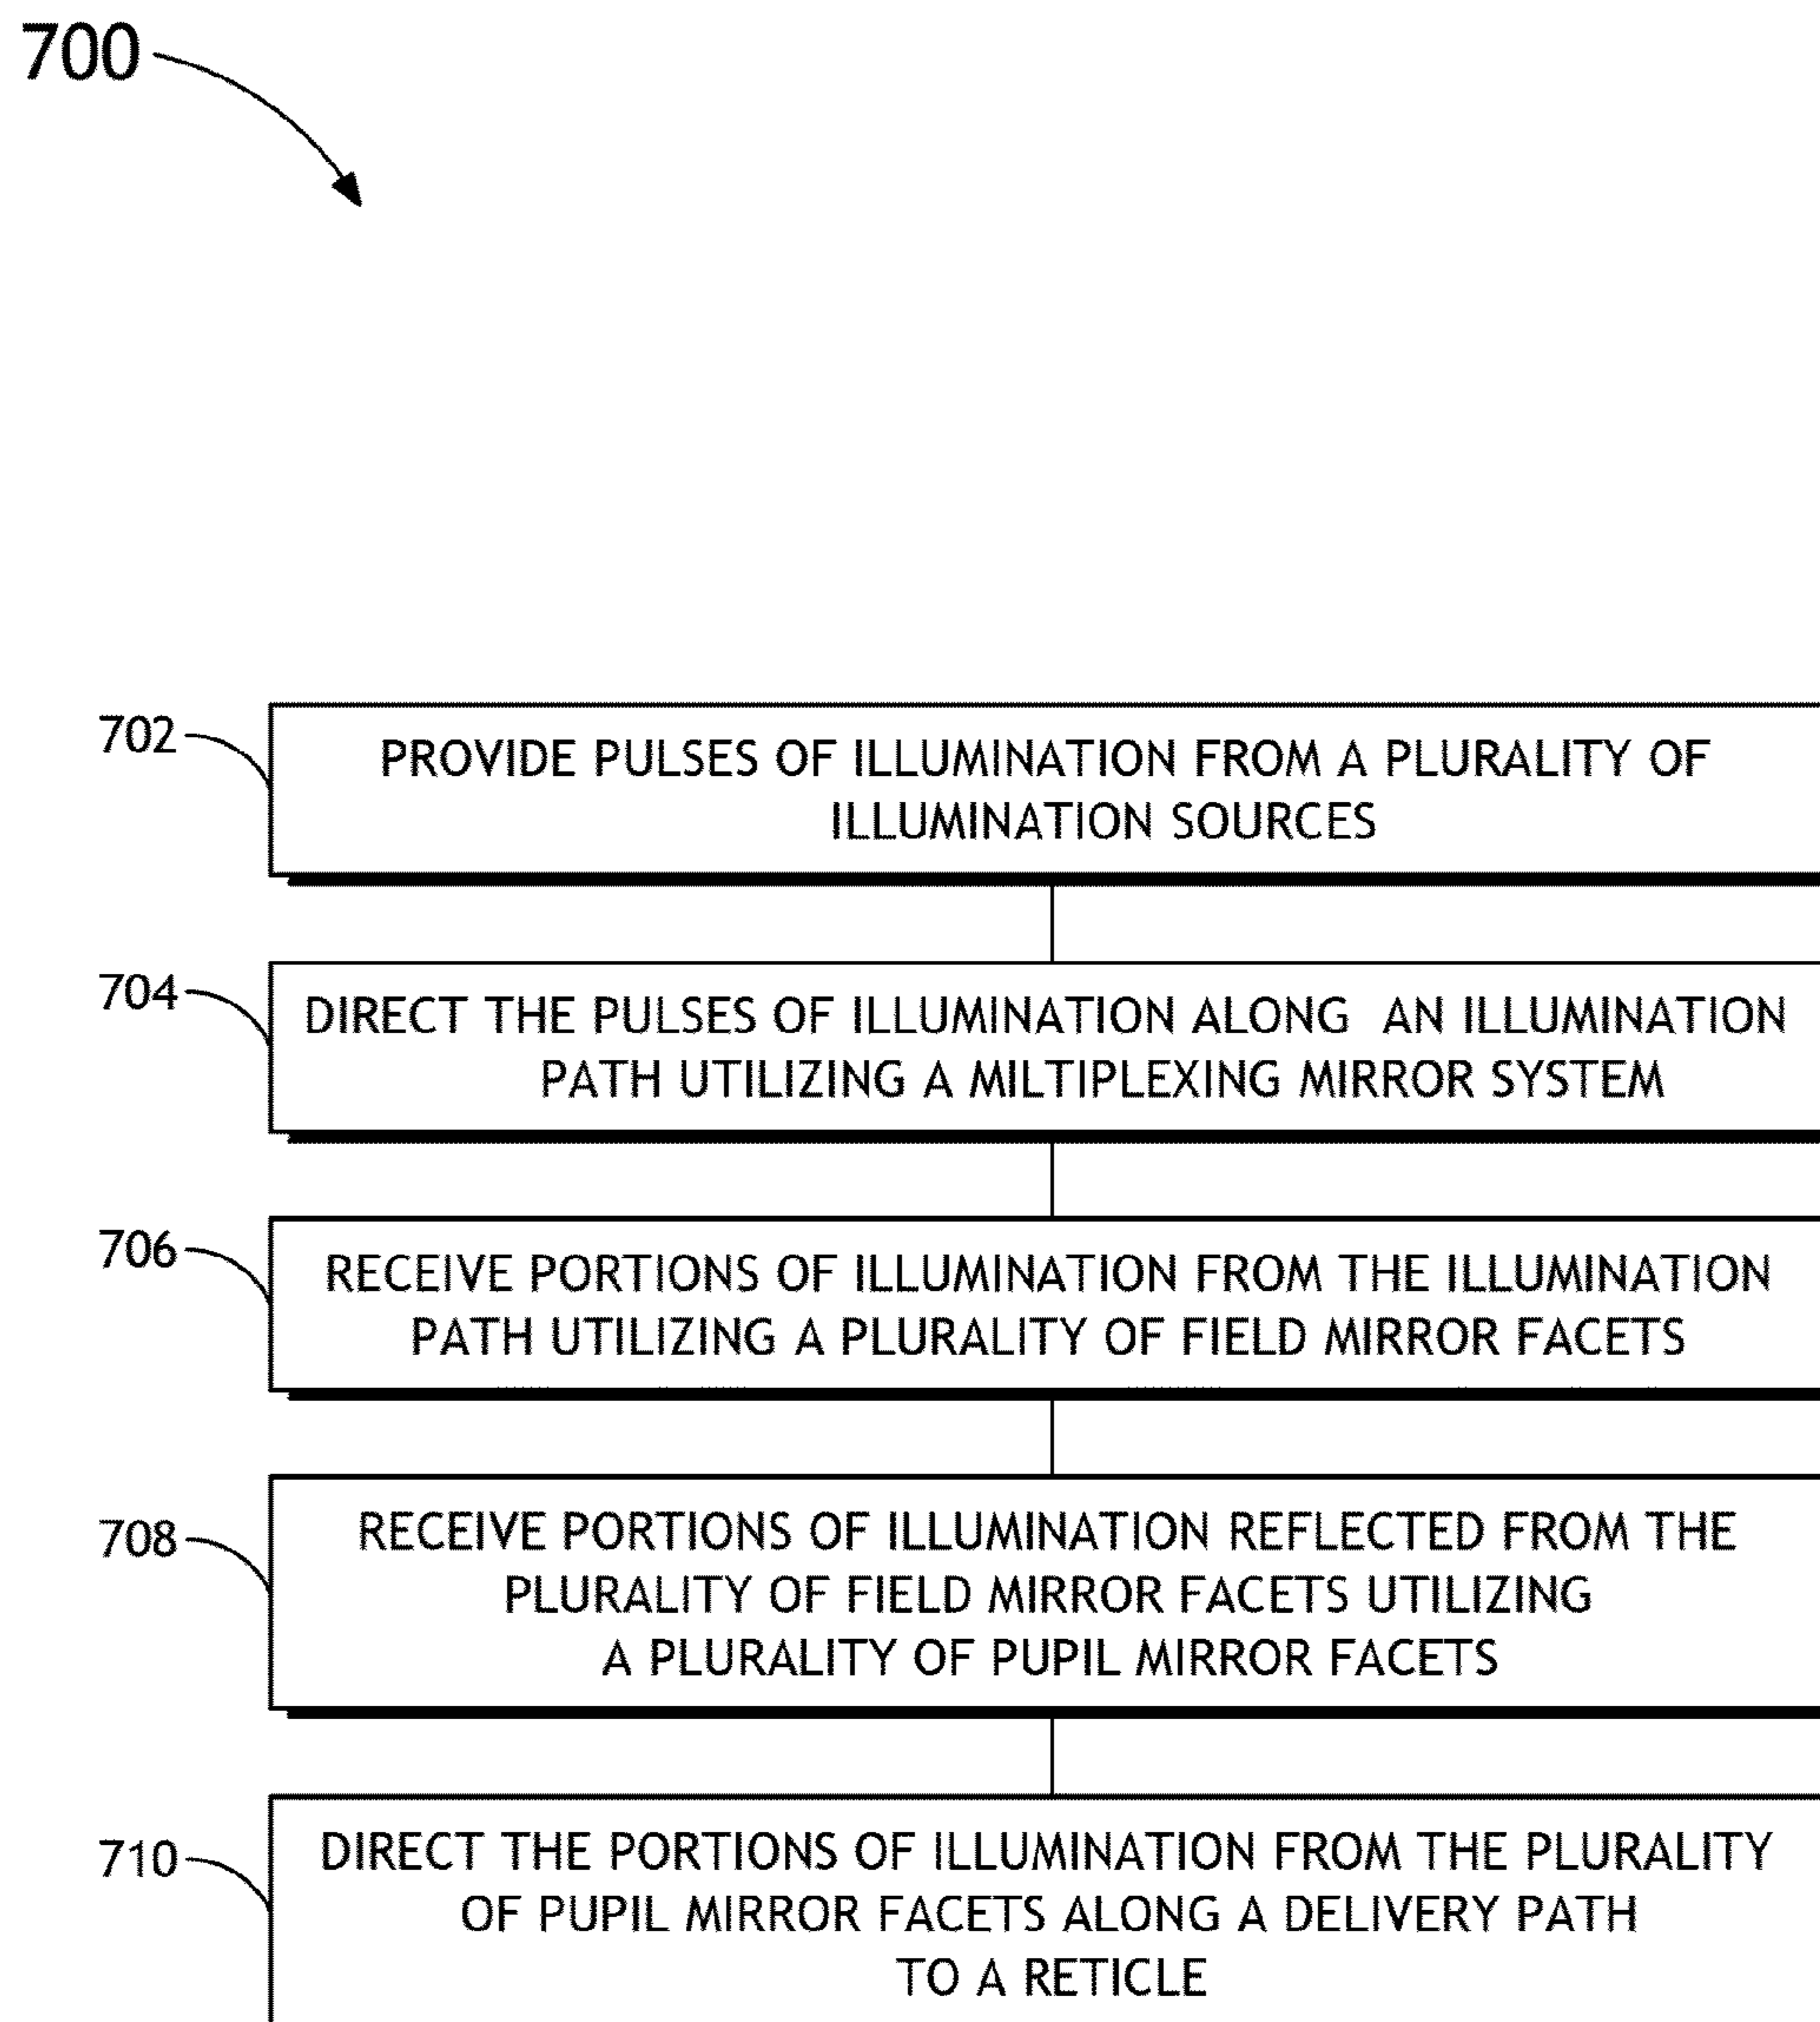 700
702
PROVIDE PULSES OF ILLUMINATION FROM A PLURALITY OF
ILLUMINATION SOURCES
704
DIRECT THE PULSES OF ILLUMINATION ALONG AN ILLUMINATION
PATH UTILIZING A MILTIPLEXING MIRROR SYSTEM
706
RECEIVE PORTIONS OF ILLUMINATION FROM THE ILLUMINATION
PATH UTILIZING A PLURALITY OF FIELD MIRROR FACETS
708
RECEIVE PORTIONS OF ILLUMINATION REFLECTED FROM THE
PLURALITY OF FIELD MIRROR FACETS UTILIZING
A PLURALITY OF PUPIL MIRROR FACETS
710
DIRECT THE PORTIONS OF ILLUMINATION FROM THE PLURALITY
OF PUPIL MIRROR FACETS ALONG A DELIVERY PATH
TO A RETICLE